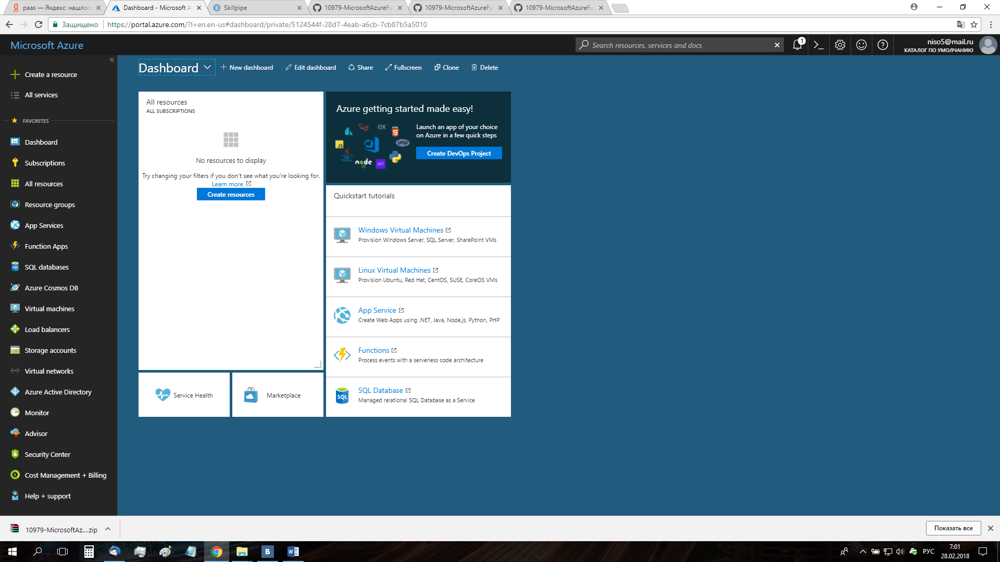 paas — Яндекс: нашлос
Dashboard - Microsoft A
Skillpipe
10979-MicrosoftAzureFu
10979-MicrosoftAzureFu
10979-MicrosoftAzureFu
Защищено
https://portal.azure.com/?l=en.en-us#dashboard/private/5124544f-28d7-4eab-a6cb-7cb87b5a5010
Microsoft Azure
Search resources, services and docs
1
niso5@mail.ru
КАТАЛОГ ПО УМОЛЧАНИЮ
Create a resource
All services
FAVORITES
Dashboard
Subscriptions
All resources
Resource groups
App Services
Function Apps
SQL databases
Azure Cosmos DB
Virtual machines
Load balancers
Storage accounts
Virtual networks
Azure Active Directory
Monitor
Advisor
Security Center
Cost Management + Billing
Help + support
Dashboard
New dashboard
Edit dashboard
Share
Fullscreen
Clone
Delete
All resources
ALL SUBSCRIPTIONS
No resources to display
Try changing your filters if you don't see what you're looking for.
Learn more
Create resources
Service Health
Marketplace
Azure getting started made easy!
EX
JS
php
node
.NET
Launch an app of your choice
on Azure in a few quick steps
Create DevOps Project
Quickstart tutorials
Windows Virtual Machines
Provision Windows Server, SQL Server, SharePoint VMs
Linux Virtual Machines
Provision Ubuntu, Red Hat, CentOS, SUSE, CoreOS VMs
App Service
Create Web Apps using .NET, Java, Node.js, Python, PHP
Functions
Process events with a serverless code architecture
SQL
SQL Database
Managed relational SQL Database as a Service
10979-MicrosoftAz....zip
Показать все
РУС
7:01
28.02.2018